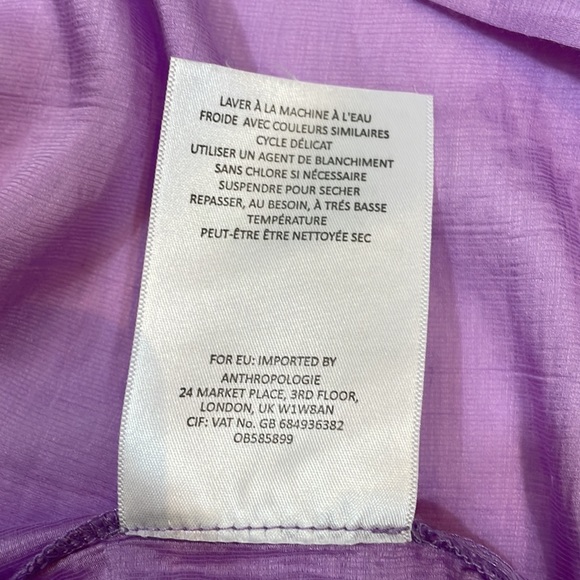 LAVER À LA MACHINE À L'EAU
FROIDE AVEC COULEURS SIMILAIRES
CYCLE DÉLICAT
UTILISER UN AGENT DE BLANCHIMENT
SANS CHLORE SI NÉCESSAIRE
SUSPENDRE POUR SECHER
REPASSER, AU BESOIN, À TRÉS BASSE
TEMPÉRATURE
PEUT-ÊTRE ÊTRE NETTOYÉE SEC
FOR EU: IMPORTED BY
ANTHROPOLOGIE
24 MARKET PLACE, 3RD FLOOR,
LONDON, UK W1W8AN
CIF: VAT No. GB 684936382
OB585899